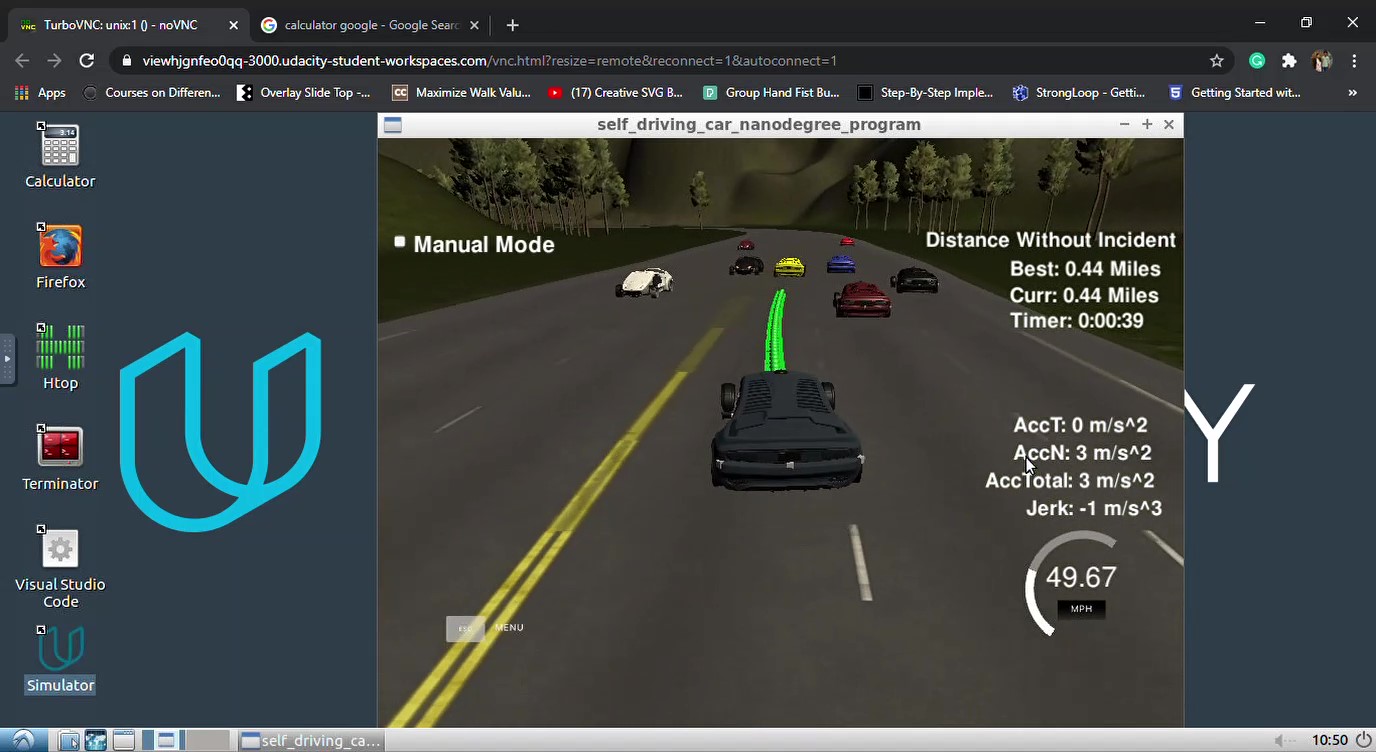 TurboVNC: unix:1 () - noVNC
calculator google - Google Searc
viewhjgnfeo0qq-3000.udacity-student-workspaces.com/vnc.html?resize=remote&reconnect=1&autoconnect=1
Apps
Courses on Differen...
Overlay Slide Top -...
CC
Maximize Walk Valu...
(17) Creative SVG B...
Group Hand Fist Bu...
Step-By-Step Imple...
StrongLoop - Getti...
Getting Started wit...
»
self_driving_car_nanodegree_program
3.14
Calculator
Firefox
Htop
Terminator
Visual Studio
Code
Simulator
Y
Manual Mode
Distance Without Incident
Best: 0.44 Miles
Curr: 0.44 Miles
Timer: 0:00:39
AccT: 0 m/s^2
AccN: 3 m/s^2
AccTotal: 3 m/s^2
Jerk: -1 m/s^3
49.67
MPH
ESC
MENU
self_driving_ca...
10:50